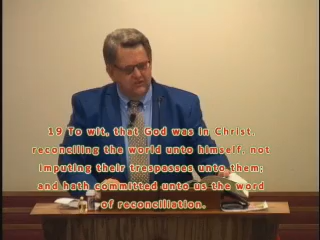 19 To wit, that God was in Christ,
reconciling the world unto himself, not
imputing their trespasses unto them;
and hath committed unto us the word
of reconciliation.